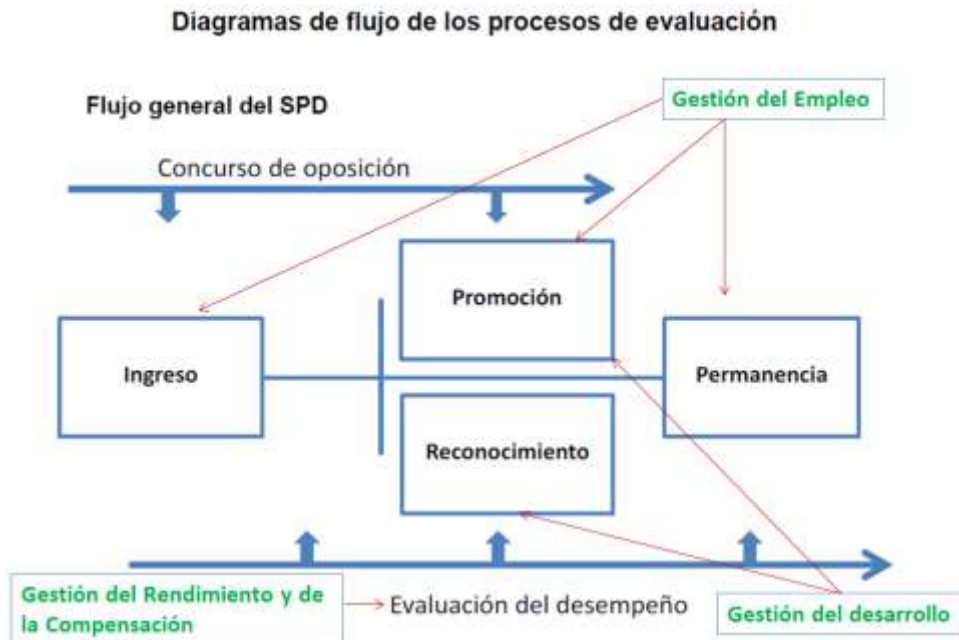 Diagramas de flujo de los procesos de evaluación
Flujo general del SPD
Gestión del Empleo
Concurso de oposición
Promoción
Ingreso
Permanencia
Reconocimiento
Gestión del Rendimiento y de
la Compensación
Evaluación del desempeño
Gestión del desarrollo